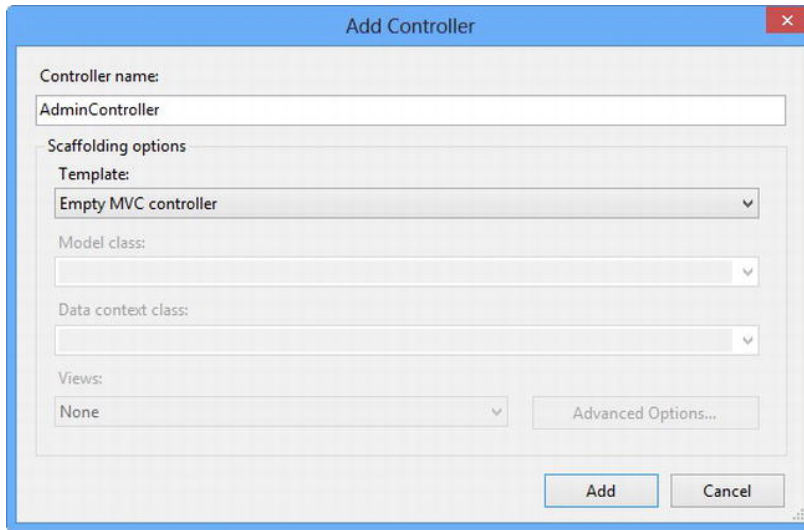 Add Controller
Controller name:
AdminController
Scaffolding options
Template:
Empty MVC controller
Model class:
Data context class:
Views:
None
Advanced Options...
Add
Cancel